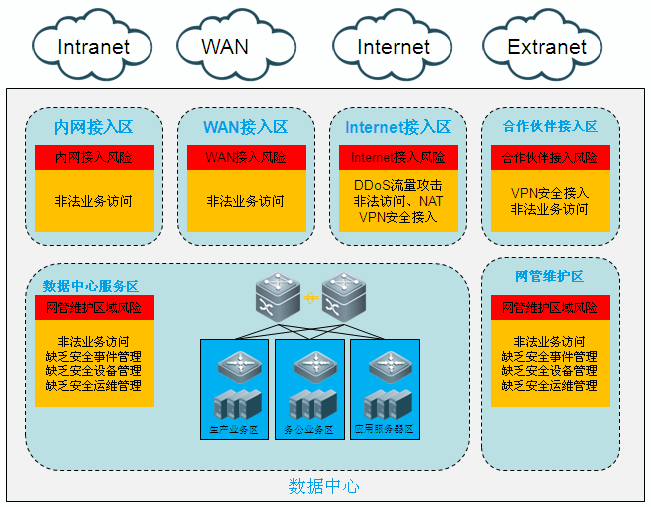 Intranet
WAN
Internet
Extranet
内网接入区
内网接入风险
非法业务访问
WAN接入区
WAN接入风险
非法业务访问
Internet接入区
Internet接入风险
DDoS流量攻击
非法访问、NAT
VPN安全接入
合作伙伴接入区
合作伙伴接入风险
VPN安全接入
非法业务访问
数据中心服务区
网管维护区域风险
非法业务访问
缺乏安全事件管理
缺乏安全设备管理
缺乏安全运维管理
生产业务区
务公业务区
应用服务器区
网管维护区
网管维护区域风险
非法业务访问
缺乏安全事件管理
缺乏安全设备管理
缺乏安全运维管理
数据中心